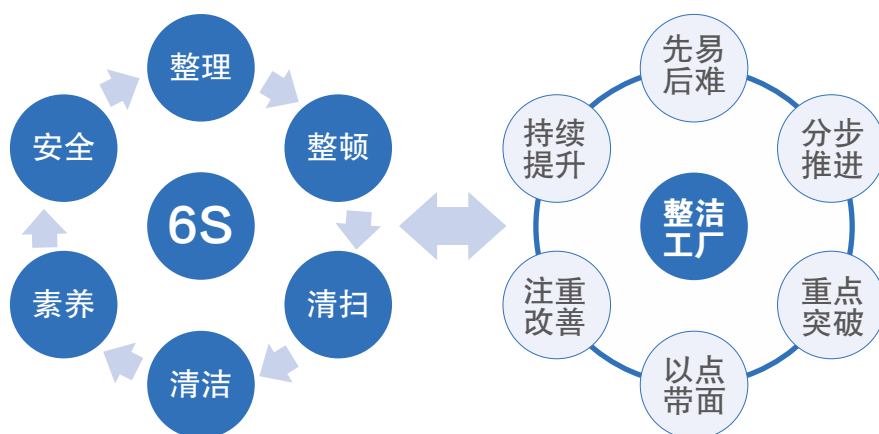 整理
整顿
清扫
清洁
素养
安全
6S
先易
后难
分步
推进
重点
突破
以点
带面
注重
改善
持续
提升
整洁
工厂